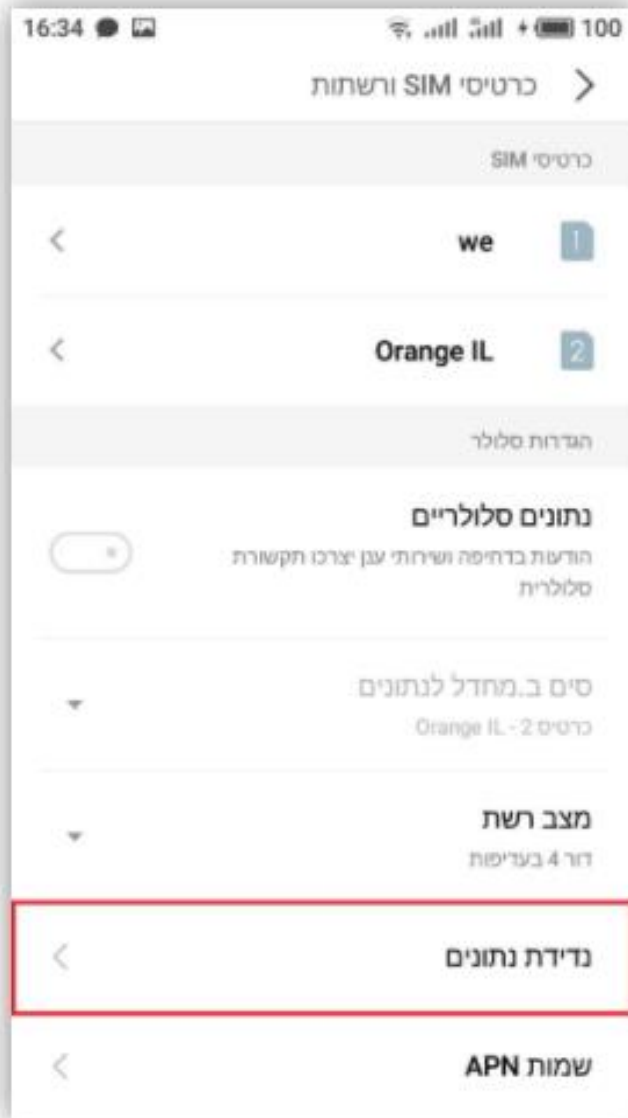 16:34 100
כרטיסי SIM ורשתות
כרטיסי SIM
we 1
Orange IL 2
הגדרות סלולר
נתונים סלולריים
הודעות בדחיפה ושירותי ענן יצרכו תקשורת
סלולרית
סים ב.מחדל לנתונים
כרטיס 2 - Orange IL
מצב רשת
דור 4 בעדיפות
נדידת נתונים
שמות APN